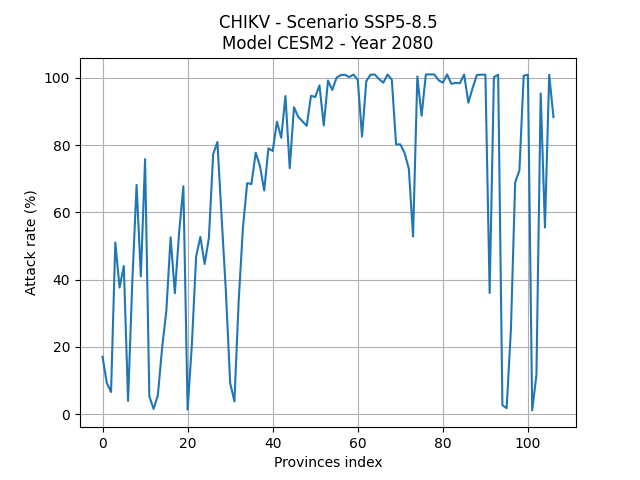 CHIKV - Scenario SSP5-8.5
Model CESM2 - Year 2080
100
80
60
40
20
0
Attack rate (%)
0 20 40 60 80 100
Provinces index